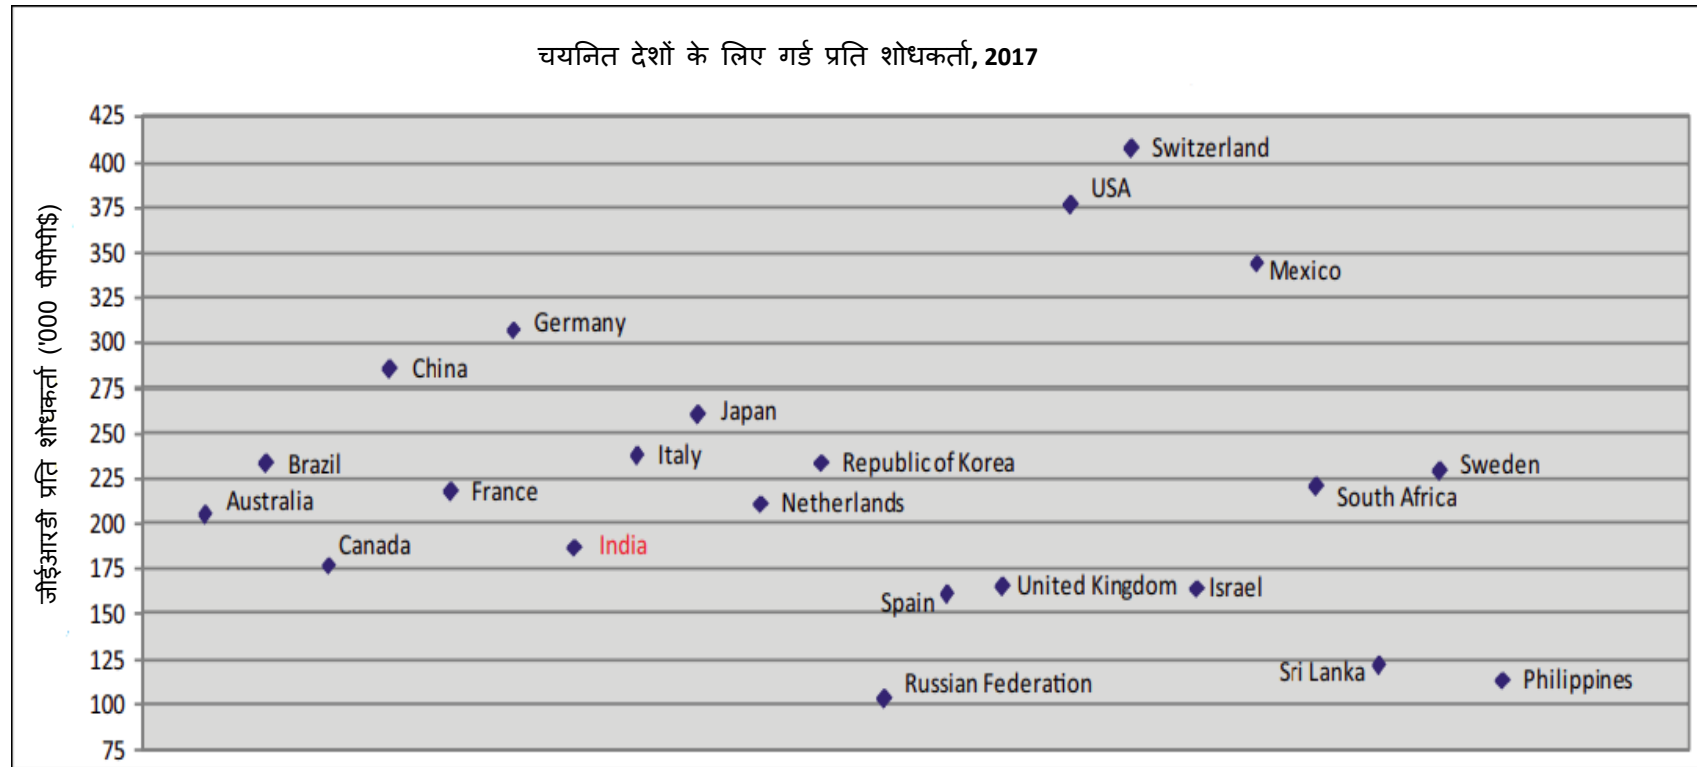 चयनित देशों के लिए गर्ड प्रति शोधकर्ता, 2017
जीईआरडी प्रति शोधकर्ता ('000 पीपीपी$)
425
400
375
350
325
300
275
250
225
200
175
150
125
100
75
Switzerland
USA
Mexico
Germany
China
Japan
Italy
Brazil
Republic of Korea
Sweden
France
South Africa
Australia
Netherlands
Canada
India
United Kingdom
Israel
Spain
Sri Lanka
Philippines
Russian Federation